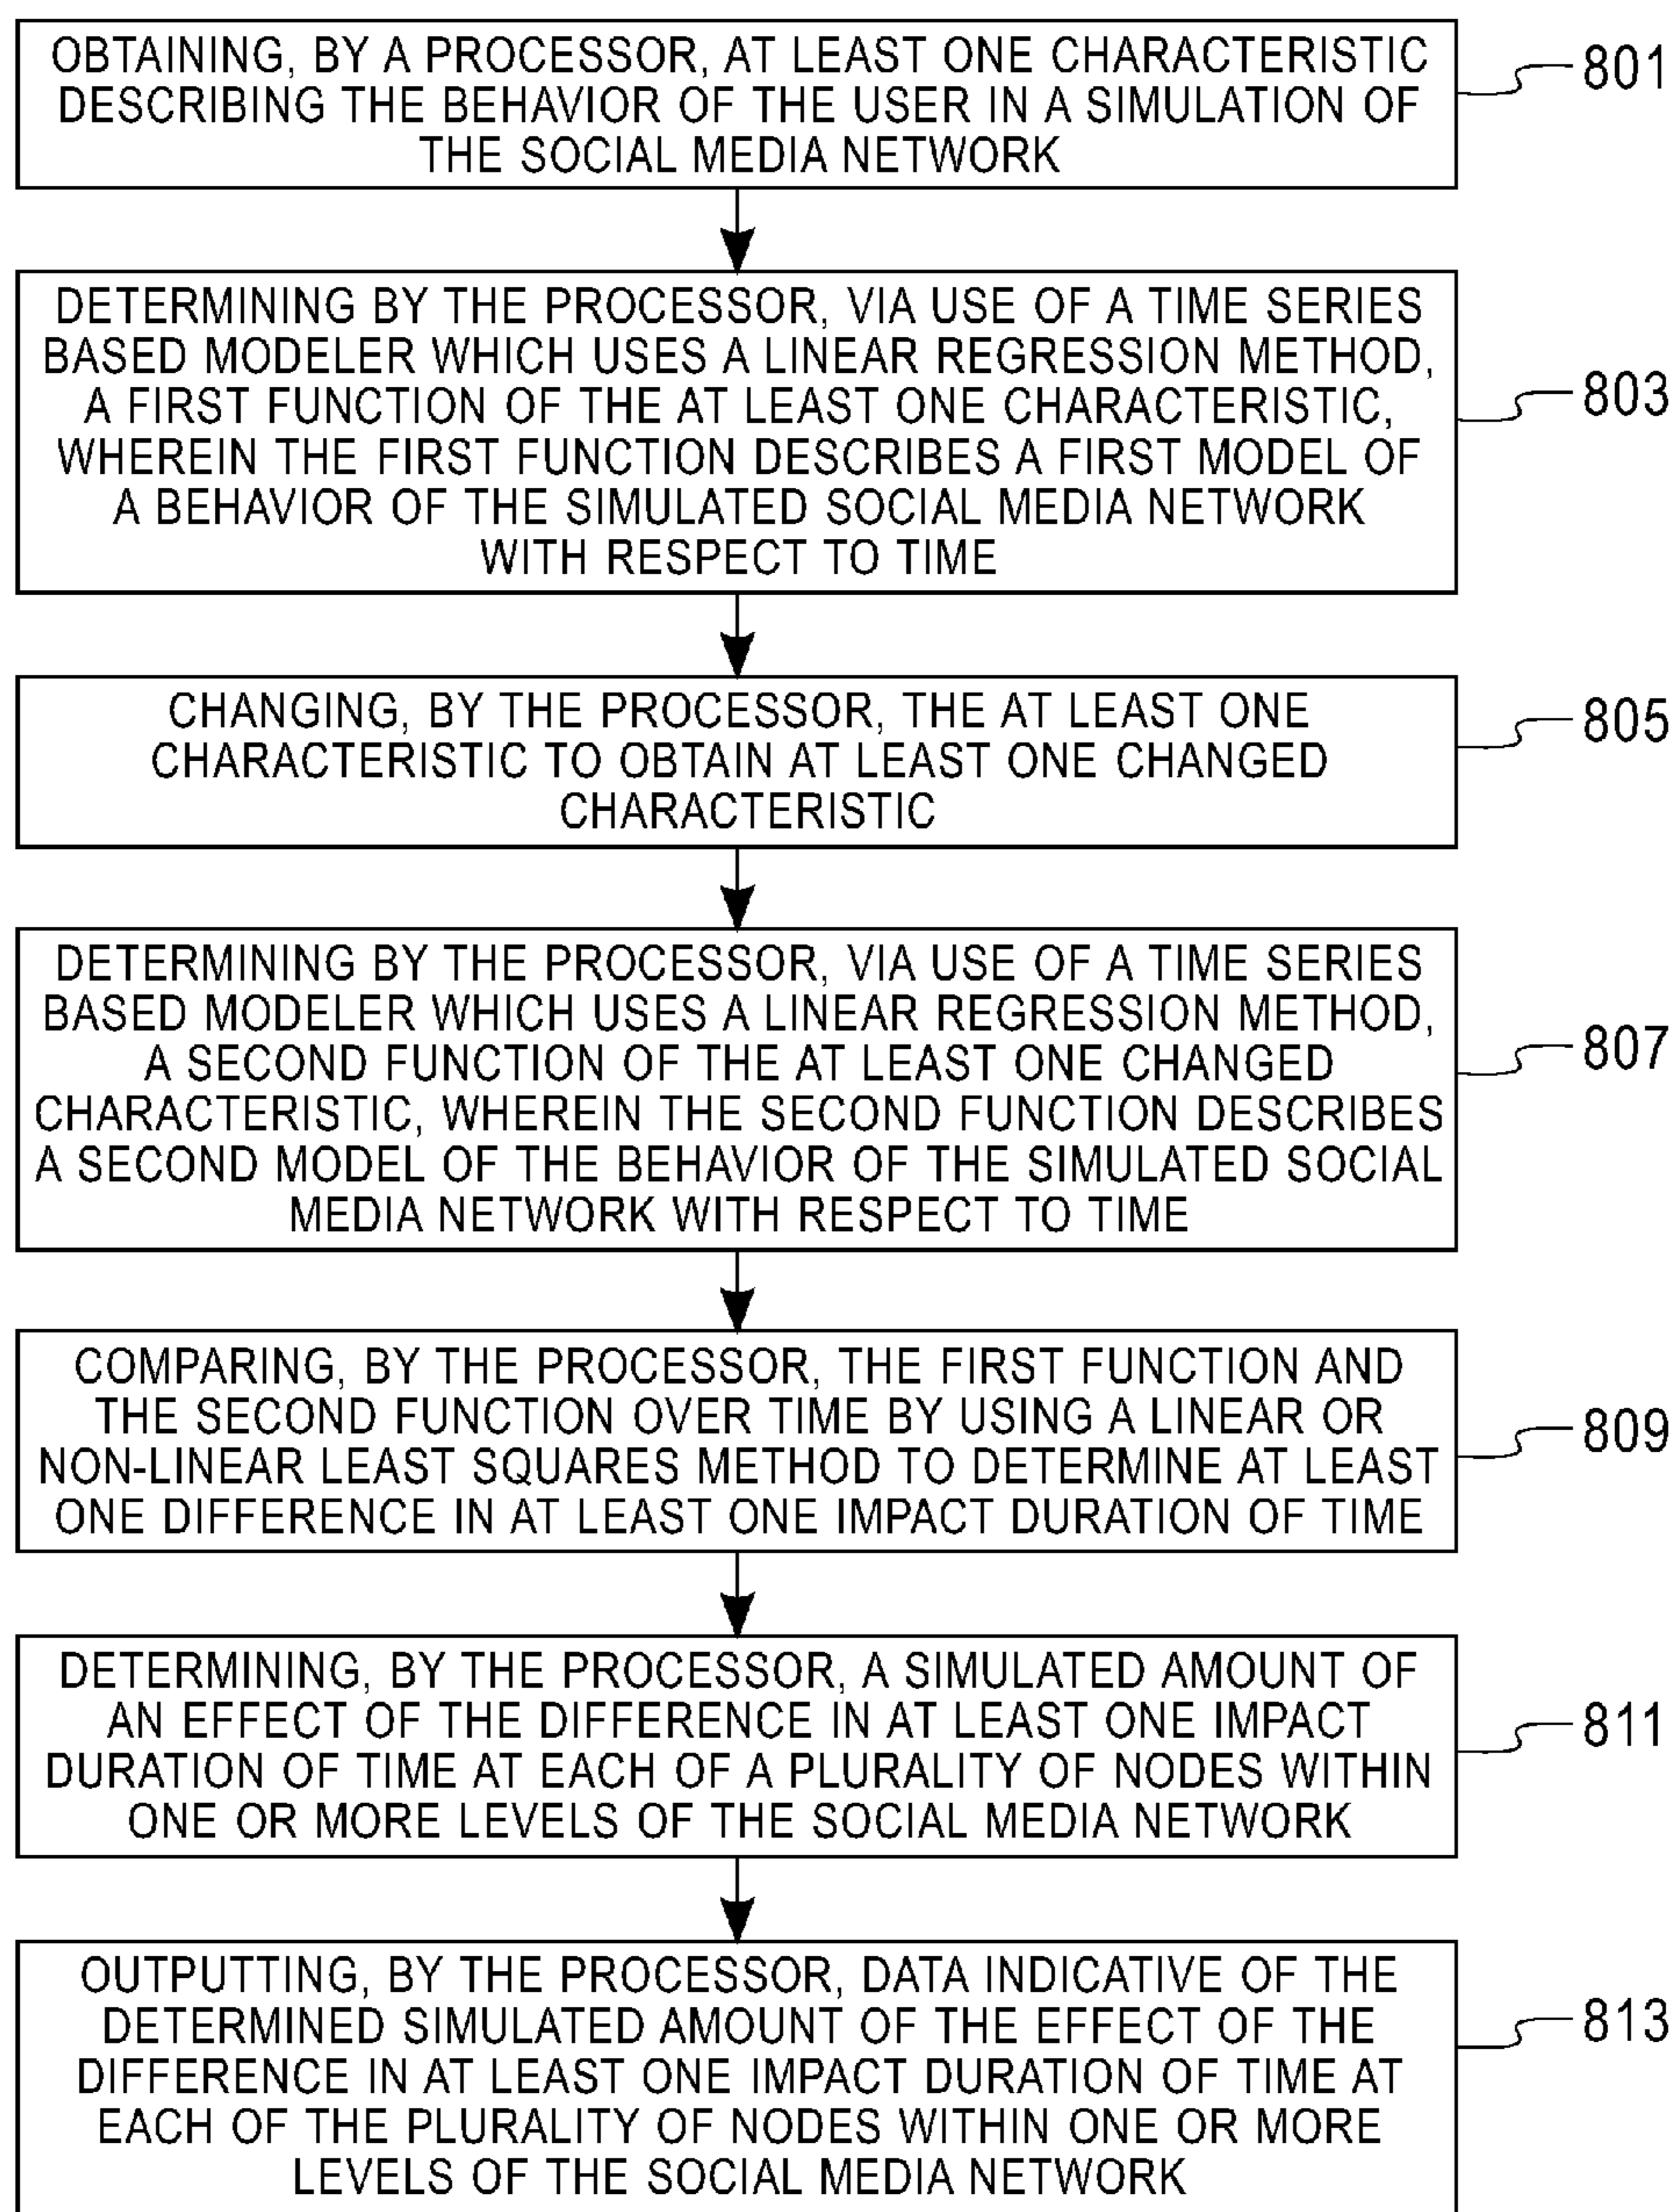 OBTAINING, BY A PROCESSOR, AT LEAST ONE CHARACTERISTIC
DESCRIBING THE BEHAVIOR OF THE USER IN A SIMULATION OF
THE SOCIAL MEDIA NETWORK
801
DETERMINING BY THE PROCESSOR, VIA USE OF A TIME SERIES
BASED MODELER WHICH USES A LINEAR REGRESSION METHOD,
A FIRST FUNCTION OF THE AT LEAST ONE CHARACTERISTIC,
WHEREIN THE FIRST FUNCTION DESCRIBES A FIRST MODEL OF
A BEHAVIOR OF THE SIMULATED SOCIAL MEDIA NETWORK
WITH RESPECT TO TIME
803
CHANGING, BY THE PROCESSOR, THE AT LEAST ONE
CHARACTERISTIC TO OBTAIN AT LEAST ONE CHANGED
CHARACTERISTIC
805
DETERMINING BY THE PROCESSOR, VIA USE OF A TIME SERIES
BASED MODELER WHICH USES A LINEAR REGRESSION METHOD,
A SECOND FUNCTION OF THE AT LEAST ONE CHANGED
CHARACTERISTIC, WHEREIN THE SECOND FUNCTION DESCRIBES
A SECOND MODEL OF THE BEHAVIOR OF THE SIMULATED SOCIAL
MEDIA NETWORK WITH RESPECT TO TIME
807
COMPARING, BY THE PROCESSOR, THE FIRST FUNCTION AND
THE SECOND FUNCTION OVER TIME BY USING A LINEAR OR
NON-LINEAR LEAST SQUARES METHOD TO DETERMINE AT LEAST
ONE DIFFERENCE IN AT LEAST ONE IMPACT DURATION OF TIME
809
DETERMINING, BY THE PROCESSOR, A SIMULATED AMOUNT OF
AN EFFECT OF THE DIFFERENCE IN AT LEAST ONE IMPACT
DURATION OF TIME AT EACH OF A PLURALITY OF NODES WITHIN
ONE OR MORE LEVELS OF THE SOCIAL MEDIA NETWORK
811
OUTPUTTING, BY THE PROCESSOR, DATA INDICATIVE OF THE
DETERMINED SIMULATED AMOUNT OF THE EFFECT OF THE
DIFFERENCE IN AT LEAST ONE IMPACT DURATION OF TIME AT
EACH OF THE PLURALITY OF NODES WITHIN ONE OR MORE
LEVELS OF THE SOCIAL MEDIA NETWORK
813